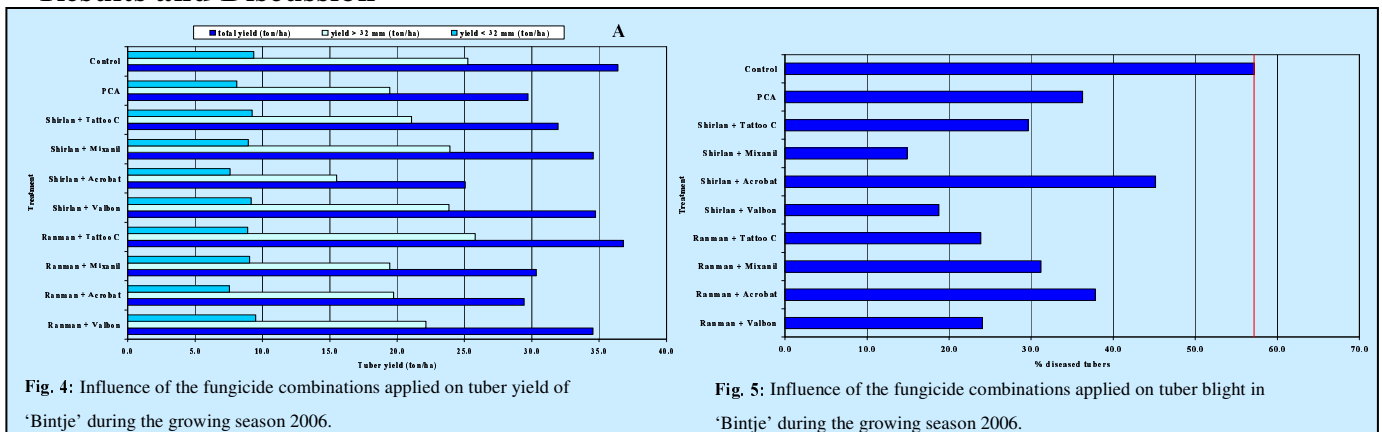 Results and Discussion
total yield (ton/ha) yield > 32 mm (ton/ha) yield < 32 mm (ton/ha)
A
Treatment
Control
PCA
Shirlan + Tattoo C
Shirlan + Mixanil
Shirlan + Acrobat
Shirlan + Valbon
Ranman + Tattoo C
Ranman + Mixanil
Ranman + Acrobat
Ranman + Valbon
0.0 5.0 10.0 15.0 20.0 25.0 30.0 35.0 40.0
Tuber yield (ton/ha)
Fig. 4: Influence of the fungicide combinations applied on tuber yield of
‘Bintje’ during the growing season 2006.
Treatment
Control
PCA
Shirlan + Tattoo C
Shirlan + Mixanil
Shirlan + Acrobat
Shirlan + Valbon
Ranman + Tattoo C
Ranman + Mixanil
Ranman + Acrobat
Ranman + Valbon
0.0 10.0 20.0 30.0 40.0 50.0 60.0 70.0
% diseased tubers
Fig. 5: Influence of the fungicide combinations applied on tuber blight in
‘Bintje’ during the growing season 2006.